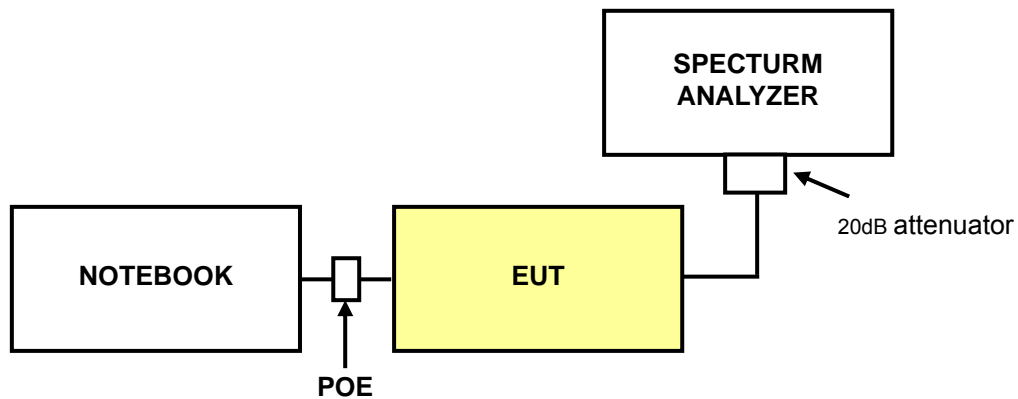 SPECTURM
ANALYZER
20dB attenuator
NOTEBOOK
EUT
POE